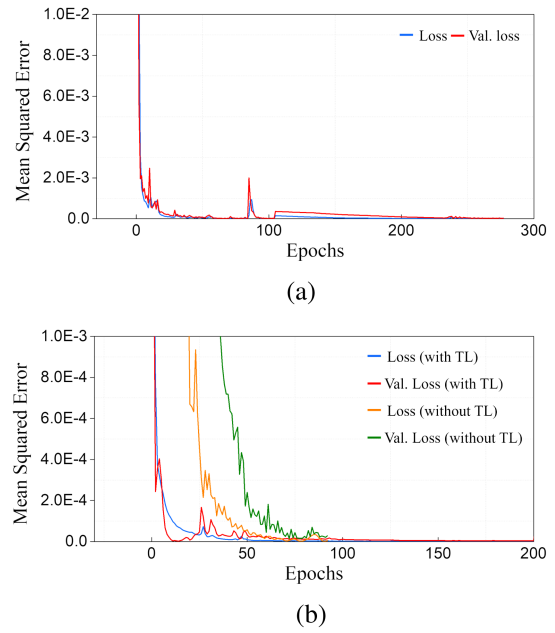 1.0E-2
8.0E-3
6.0E-3
4.0E-3
2.0E-3
0.0
Mean Squared Error
Loss Val. loss
0 100 200 300
Epochs
(a)
1.0E-3
8.0E-4
6.0E-4
4.0E-4
2.0E-4
0.0
Mean Squared Error
Loss (with TL)
Val. Loss (with TL)
Loss (without TL)
Val. Loss (without TL)
0 50 100 150 200
Epochs
(b)